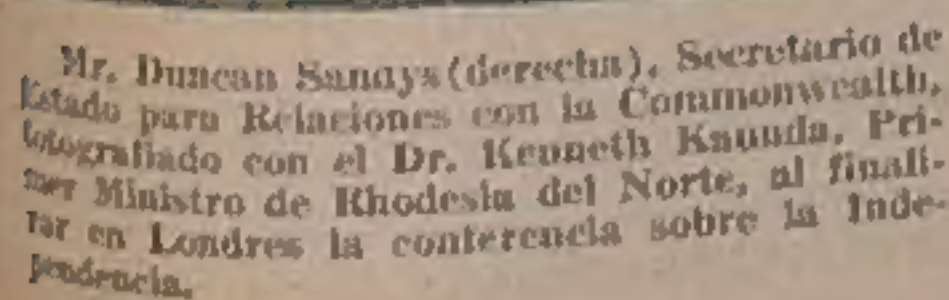 Mr. Duncan Sandys (derecha), Secretario de
Estado para Relaciones con la Commonwealth,
fotografiado con el Dr. Kenneth Kaunda, Pri-
mer Ministro de Rhodesia del Norte, al finali-
zar en Londres la conferencia sobre la Inde-
pendencia.